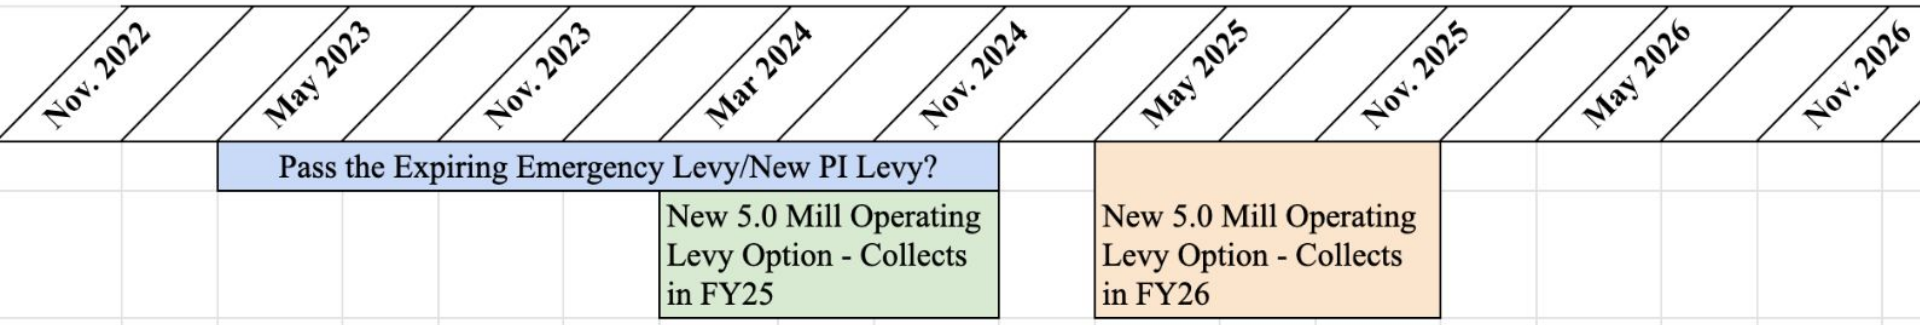 Nov. 2022
May 2023
Nov. 2023
Mar 2024
Nov. 2024
May 2025
Nov. 2025
May 2026
Nov. 2026
Pass the Expiring Emergency Levy/New PI Levy?
New 5.0 Mill Operating
Levy Option - Collects
in FY25
New 5.0 Mill Operating
Levy Option - Collects
in FY26